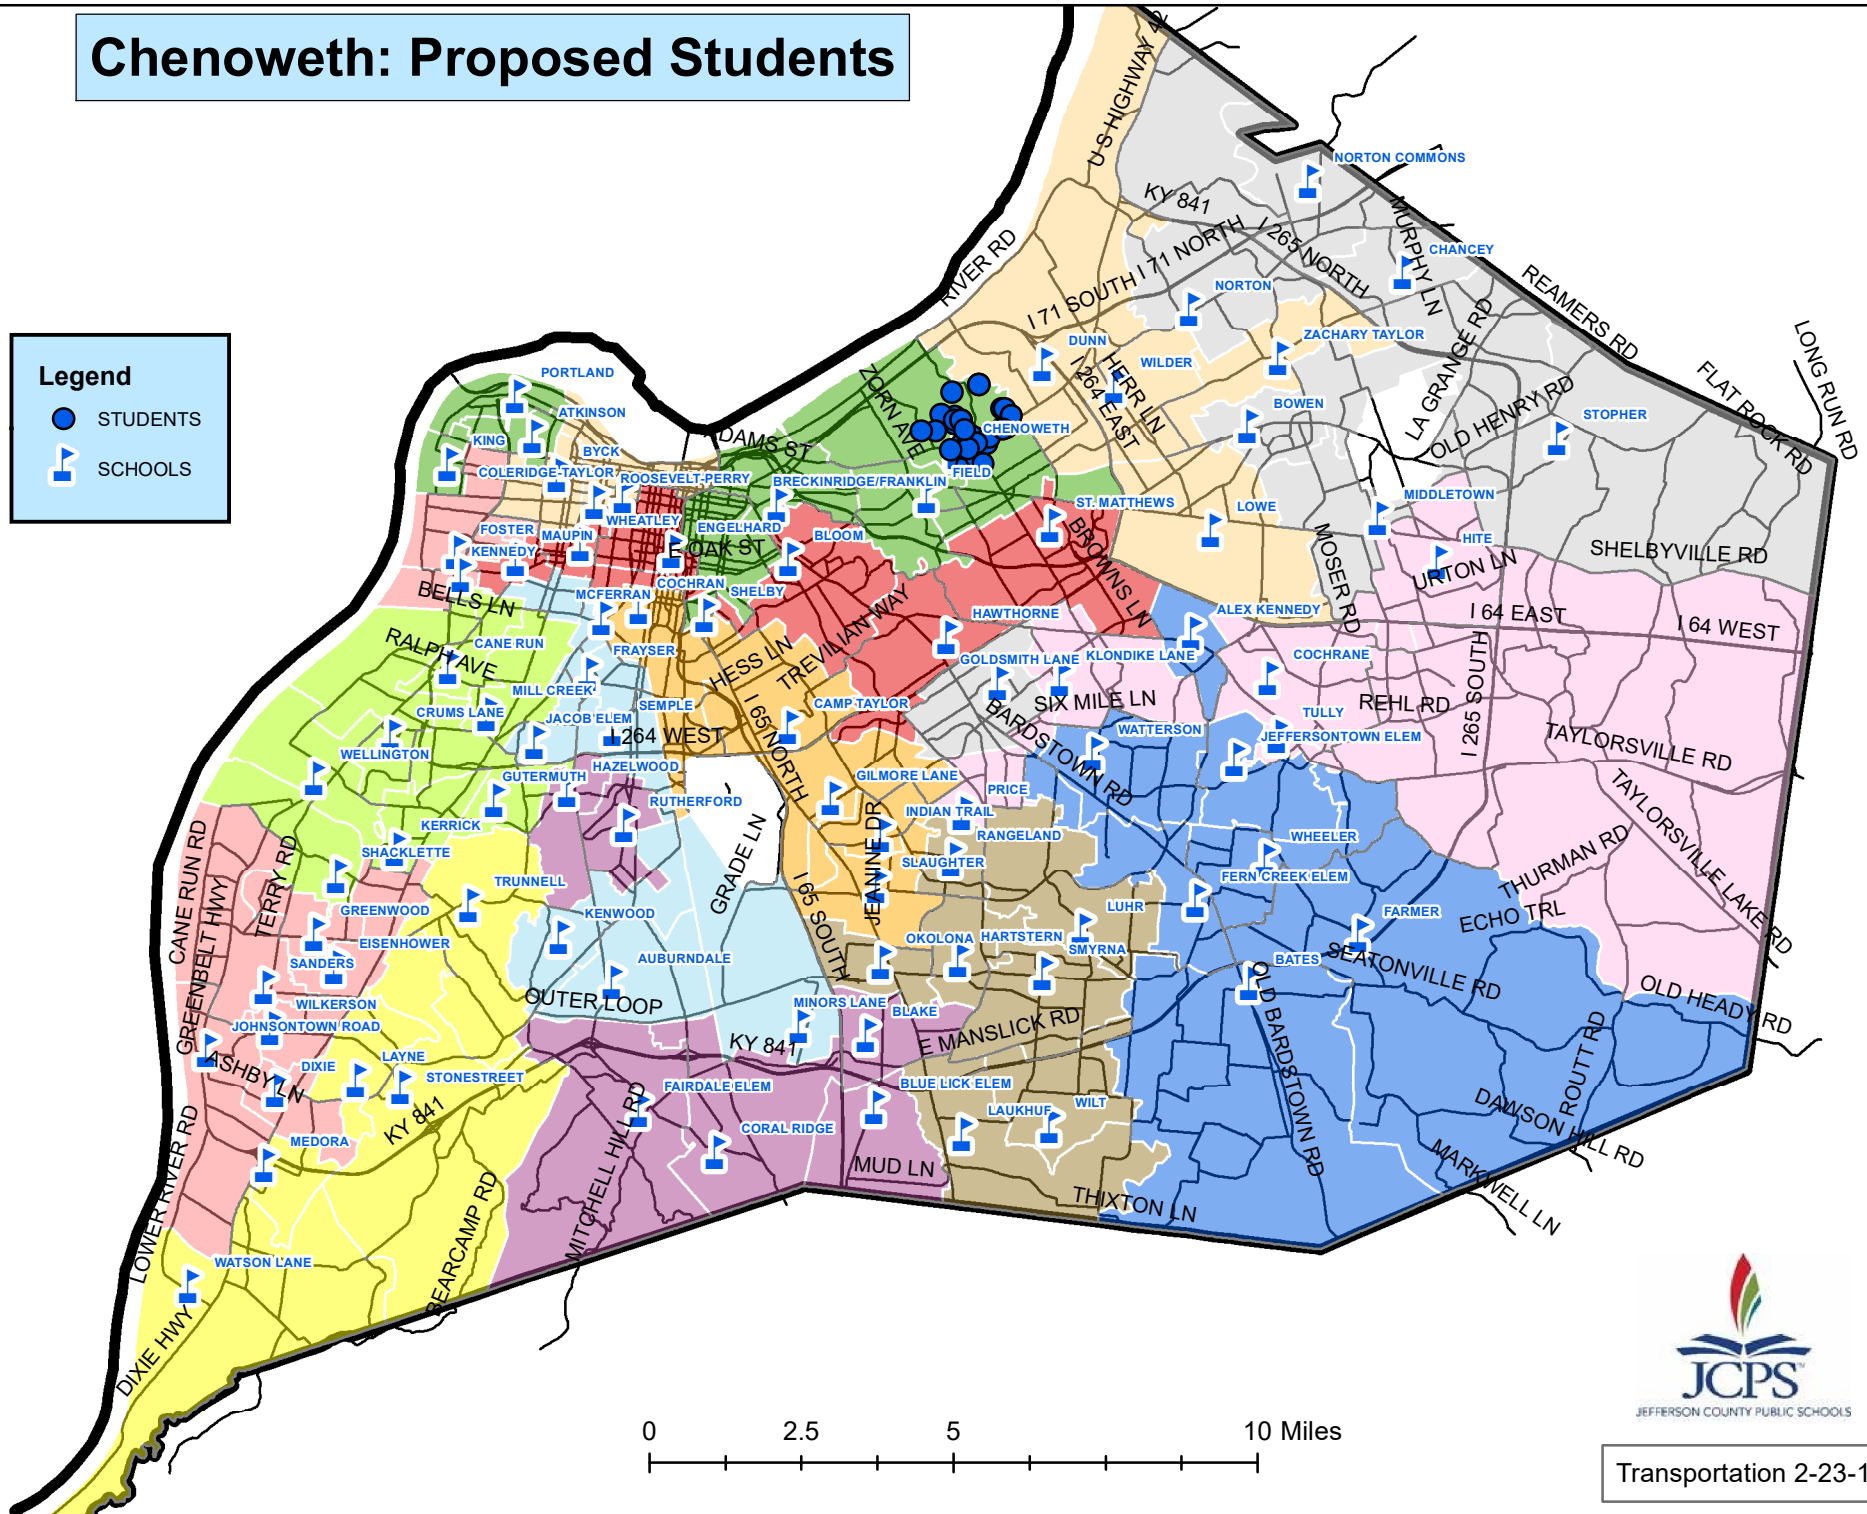 Chenoweth: Proposed Students
U S HIGHWAY 42
NORTON COMMONS
KY 841
MURPHY LN
I 265 NORTH
I 71 NORTH
CHANCEY
RIVER RD
REAMERS RD
NORTON
I 71 SOUTH
LONG RUN RD
LA GRANGE RD
ZACHARY TAYLOR
DUNN
HERR LN
WILDER
I 264 EAST
FLAT ROCK RD
Legend
STUDENTS
SCHOOLS
PORTLAND
ZORN AVE
OLD HENRY RD
BOWEN
STOPHER
ATKINSON
ADAMS ST
CHENOWETH
KING
BYCK
COLERIDGE-TAYLOR
ROOSEVELT-PERRY
BRECKINRIDGE/FRANKLIN
FIELD
ST. MATTHEWS
LOWE
MIDDLETOWN
WHEATLEY
ENGELHARD
FOSTER
MAUPIN
BLOOM
BROWNS LN
MOSER RD
HITE
KENNEDY
E OAK ST
SHELBYVILLE RD
URTON LN
COCHRAN
SHELBY
BELLS LN
MCFERRAN
TREVILIAN WAY
HAWTHORNE
ALEX KENNEDY
I 64 EAST
I 64 WEST
RALPH AVE
CANE RUN
FRAYSER
HESS LN
GOLDSMITH LANE
KLONDIKE LANE
COCHRANE
MILL CREEK
SEMPLE
CAMP TAYLOR
SIX MILE LN
REHL RD
I 265 SOUTH
CRUMS LANE
JACOB ELEM
I 264 WEST
I 65 NORTH
BARDSTOWN RD
WATTERSON
TULLY
JEFFERSONTOWN ELEM
TAYLORSVILLE RD
WELLINGTON
GUTERMUTH
HAZELWOOD
GILMORE LANE
PRICE
TAYLORSVILLE LAKE RD
RUTHERFORD
INDIAN TRAIL
RANGELAND
WHEELER
KERRICK
JEANINE DR
GRADE LN
THURMAN RD
CANE RUN RD
SHACKLETTE
TERRY RD
SLAUGHTER
FERN CREEK ELEM
TRUNNELL
GREENBELT HWY
I 65 SOUTH
GREENWOOD
KENWOOD
LUHR
FARMER
ECHO TRL
EISENHOWER
OKOLONA
HARTSTERN
SMYRNA
SANDERS
AUBURNDALE
BATES
SEATONVILLE RD
WILKERSON
OUTER LOOP
MINORS LANE
BLAKE
OLD HEADY RD
JOHNSONTOWN ROAD
KY 841
E MANSLICK RD
OLD BARDSTOWN RD
ROUTT RD
ASHBY LN
DIXIE
LAYNE
STONESTREET
FAIRDALE ELEM
BLUE LICK ELEM
LAUKHUF
WILT
DAWSON HILL RD
KY 841
CORAL RIDGE
MEDORA
MITCHELL HILL RD
MUD LN
MARKWELL LN
LOWER RIVER RD
BEARCAMP RD
THIXTON LN
WATSON LANE
DIXIE HWY
JCPS
JEFFERSON COUNTY PUBLIC SCHOOLS
0 2.5 5 10 Miles
Transportation 2-23-1